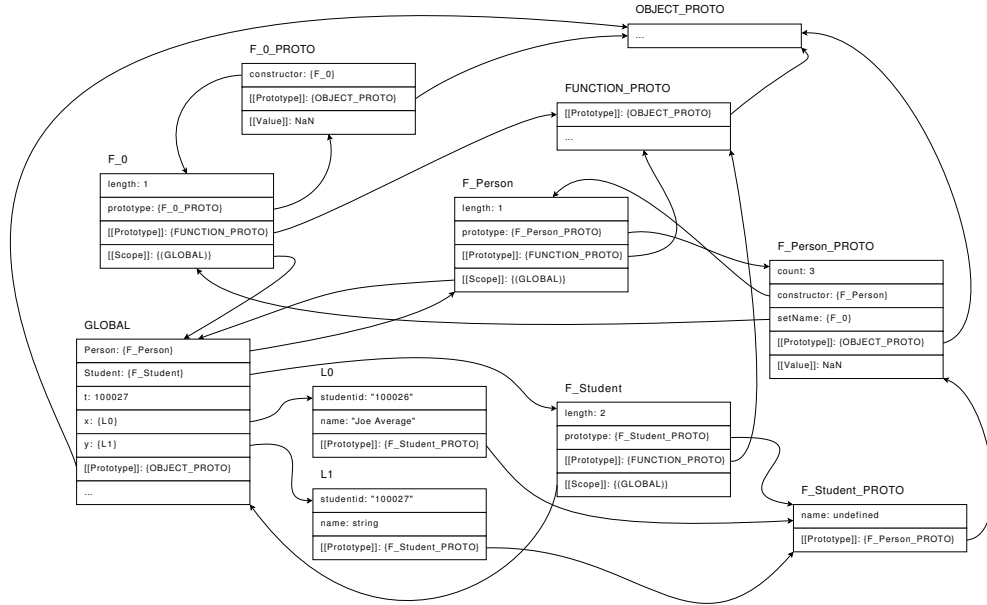 OBJECT_PROTO
...
F_0_PROTO
constructor: {F_0}
[[Prototype]]: {OBJECT_PROTO}
[[Value]]: NaN
FUNCTION_PROTO
[[Prototype]]: {OBJECT_PROTO}
...
F_0
length: 1
prototype: {F_0_PROTO}
[[Prototype]]: {FUNCTION_PROTO}
[[Scope]]: {(GLOBAL)}
F_Person
length: 1
prototype: {F_Person_PROTO}
[[Prototype]]: {FUNCTION_PROTO}
[[Scope]]: {(GLOBAL)}
F_Person_PROTO
count: 3
constructor: {F_Person}
setName: {F_0}
[[Prototype]]: {OBJECT_PROTO}
[[Value]]: NaN
GLOBAL
Person: {F_Person}
Student: {F_Student}
t: 100027
x: {L0}
y: {L1}
[[Prototype]]: {OBJECT_PROTO}
...
L0
studentid: "100026"
name: "Joe Average"
[[Prototype]]: {F_Student_PROTO}
L1
studentid: "100027"
name: string
[[Prototype]]: {F_Student_PROTO}
F_Student
length: 2
prototype: {F_Student_PROTO}
[[Prototype]]: {FUNCTION_PROTO}
[[Scope]]: {(GLOBAL)}
F_Student_PROTO
name: undefined
[[Prototype]]: {F_Person_PROTO}